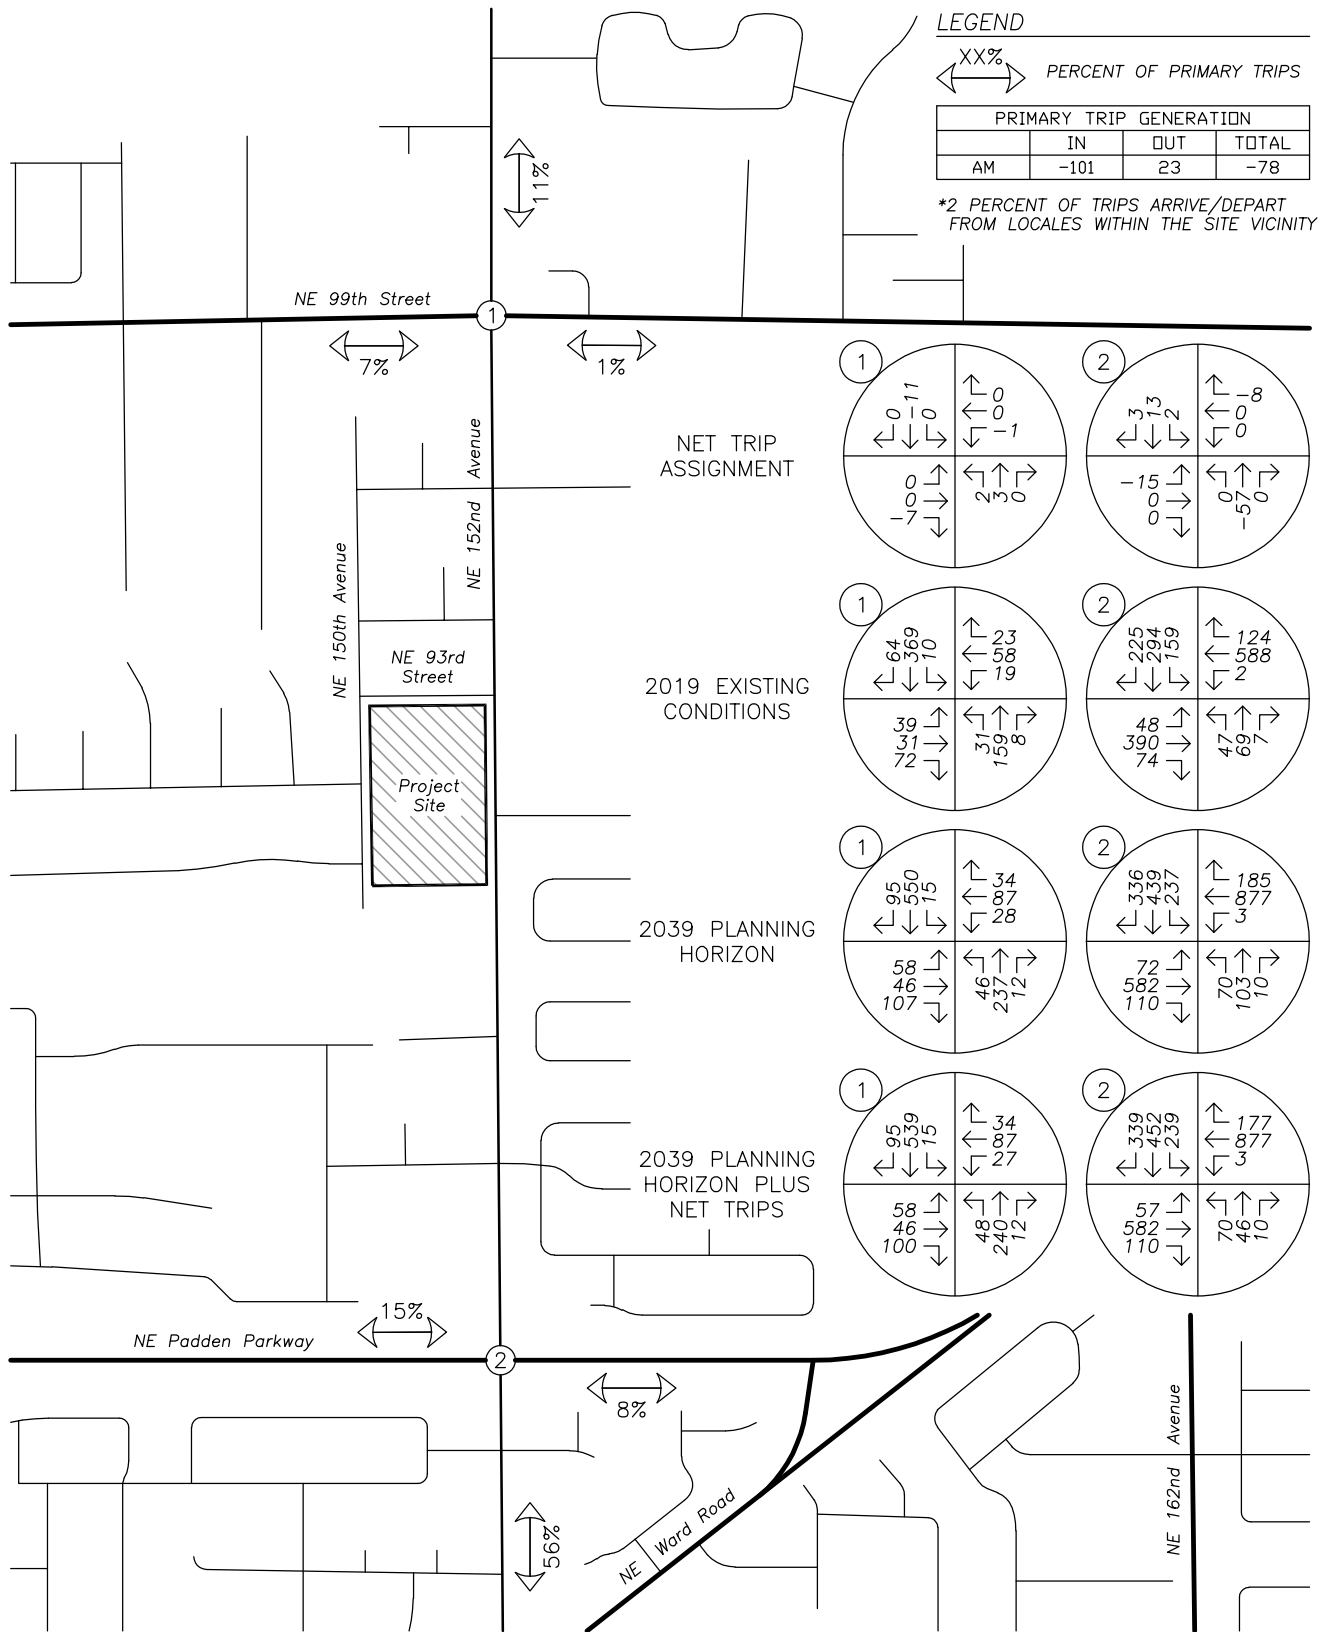 LEGEND
XX%
PERCENT OF PRIMARY TRIPS
PRIMARY TRIP GENERATION
IN OUT TOTAL
AM -101 23 -78
*2 PERCENT OF TRIPS ARRIVE/DEPART
FROM LOCALES WITHIN THE SITE VICINITY
11%
NE 99th Street
1
7%
1%
NE 152nd Avenue
NE 150th Avenue
NE 93rd
Street
Project
Site
NET TRIP
ASSIGNMENT
1
0 -11 0
0
0
-1
0
0
-7
2 3 0
2
3 13 2
-8
0
0
-15
0
0
0 -57 0
2019 EXISTING
CONDITIONS
1
64 369 10
23
58
19
39
31
72
31 159 8
2
225 294 159
124
588
2
48
390
74
47 69 7
2039 PLANNING
HORIZON
1
95 550 15
34
87
28
58
46
107
46 237 12
2
336 439 237
185
877
3
72
582
110
70 103 10
2039 PLANNING
HORIZON PLUS
NET TRIPS
1
95 539 15
34
87
27
58
46
100
48 240 12
2
339 452 239
177
877
3
57
582
110
70 46 10
15%
NE Padden Parkway
2
8%
56%
NE Ward Road
NE 162nd Avenue